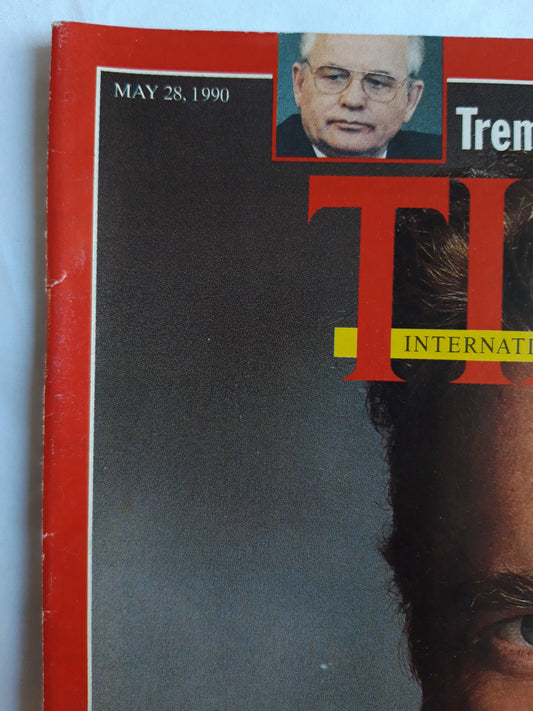 MAY 28, 1990
Trem
TI
INTERNATI